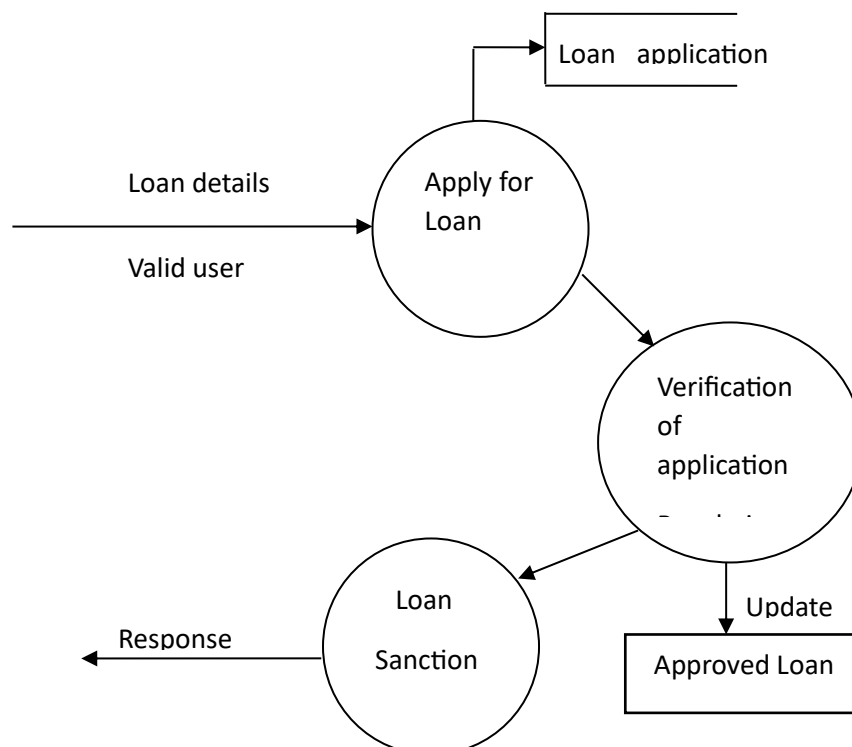 Loan application
Loan details
Apply for
Loan
Valid user
Verification
of
application
Loan
Sanction
Response
Update
Approved Loan